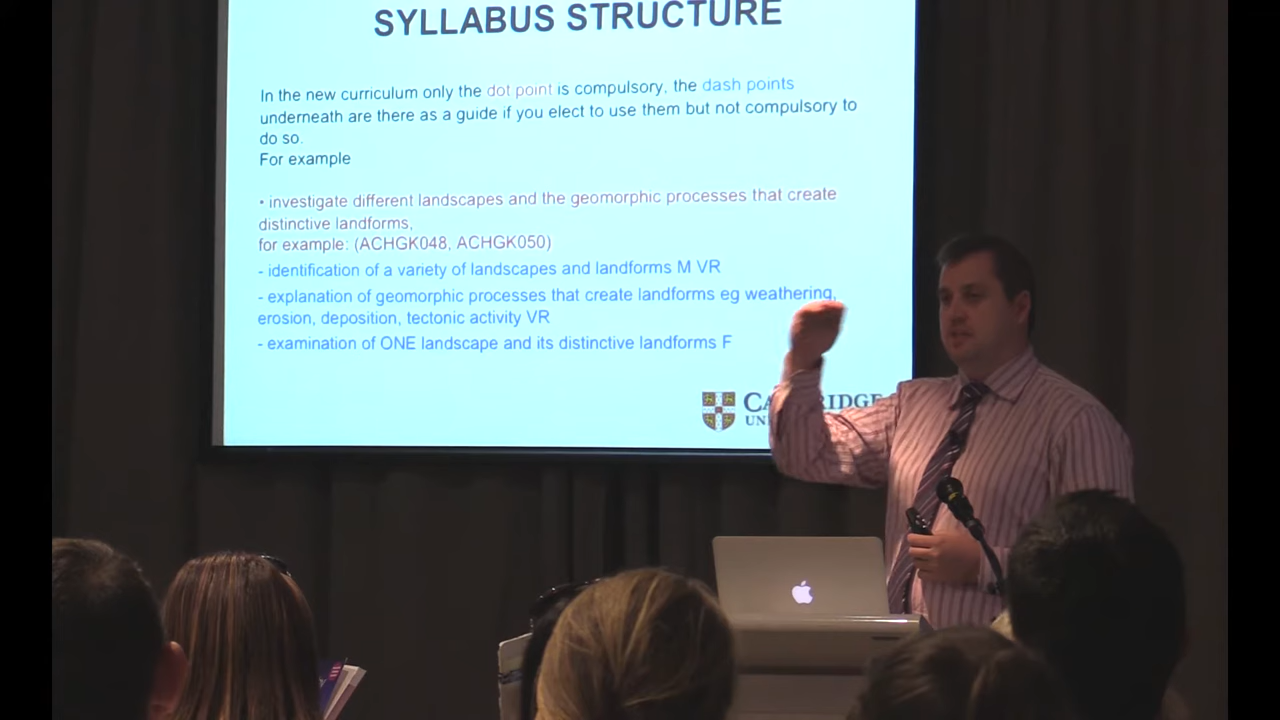 SYLLABUS STRUCTURE
In the new curriculum only the dot point is compulsory, the dash points
underneath are there as a guide if you elect to use them but not compulsory to
do so.
For example
• investigate different landscapes and the geomorphic processes that create
distinctive landforms,
for example: (ACHGK048, ACHGK050)
- identification of a variety of landscapes and landforms M VR
- explanation of geomorphic processes that create landforms eg weathering,
erosion, deposition, tectonic activity VR
- examination of ONE landscape and its distinctive landforms F